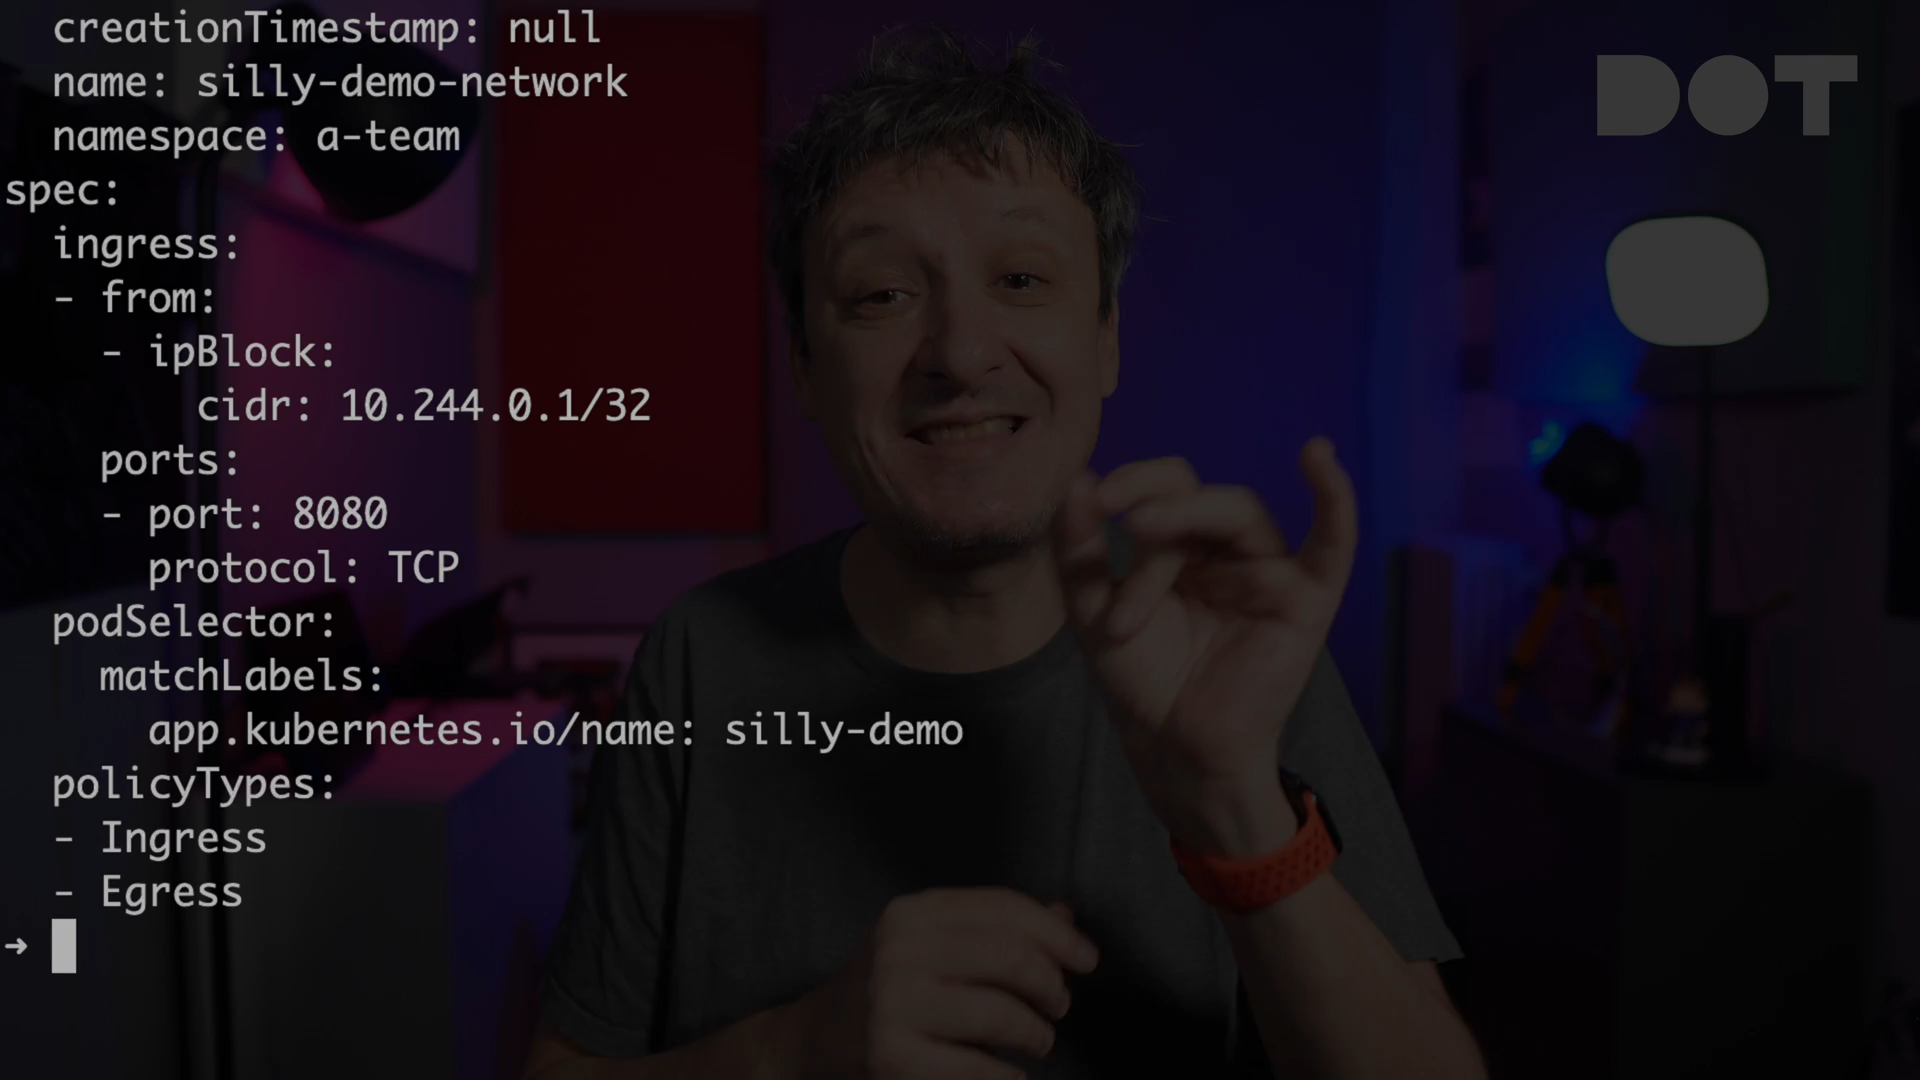 creationTimestamp: null
name: silly-demo-network
namespace: a-team
spec:
ingress:
- from:
- ipBlock:
cidr: 10.244.0.1/32
ports:
- port: 8080
protocol: TCP
podSelector:
matchLabels:
app.kubernetes.io/name: silly-demo
policyTypes:
- Ingress
- Egress
➜
DOT